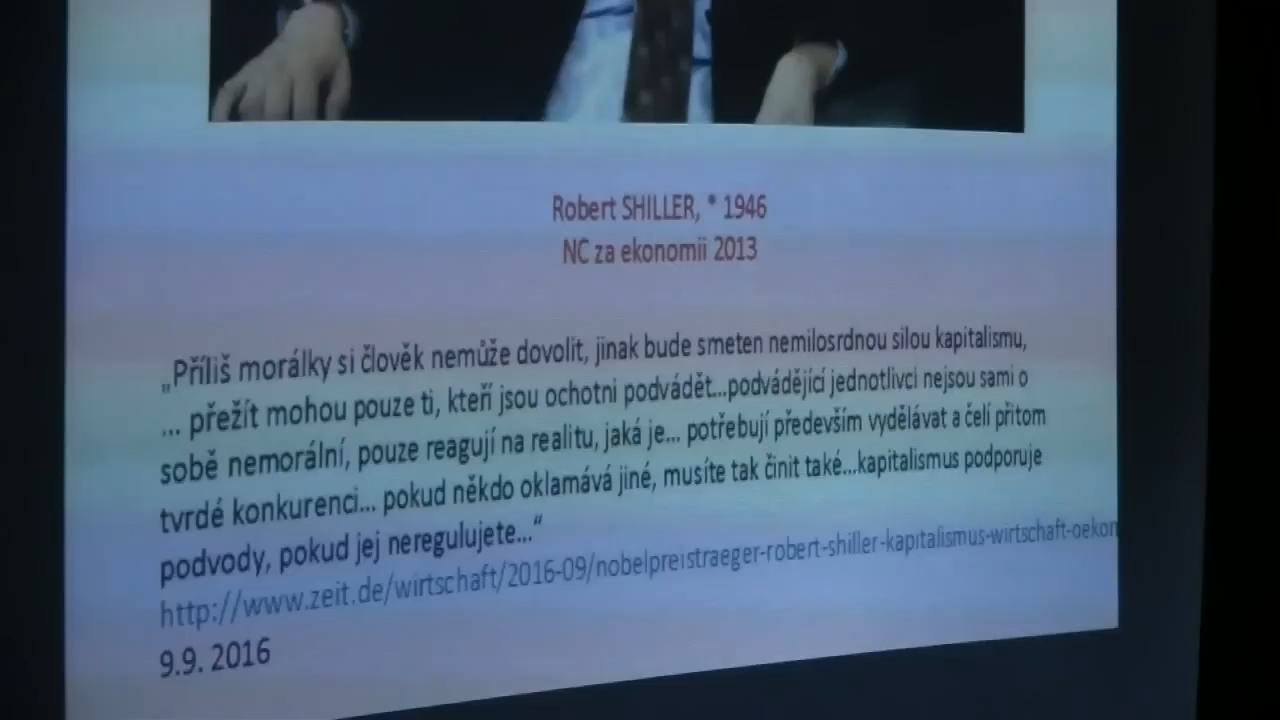 Robert SHILLER, * 1946
NC za ekonomii 2013
„Příliš morálky si člověk nemůže dovolit, jinak bude smeten nemilosrdnou silou kapitalismu,
... přežít mohou pouze ti, kteří jsou ochotni podvádět...podvádějící jednotlivci nejsou sami o
sobě nemorální, pouze reagují na realitu, jaká je... potřebují především vydělávat a čelí přitom
tvrdé konkurenci... pokud někdo oklamává jiné, musíte tak činit také...kapitalismus podporuje
podvody, pokud jej neregulujete...“
http://www.zeit.de/wirtschaft/2016-09/nobelpreistraeger-robert-shiller-kapitalismus-wirtschaft-oekon
9.9. 2016